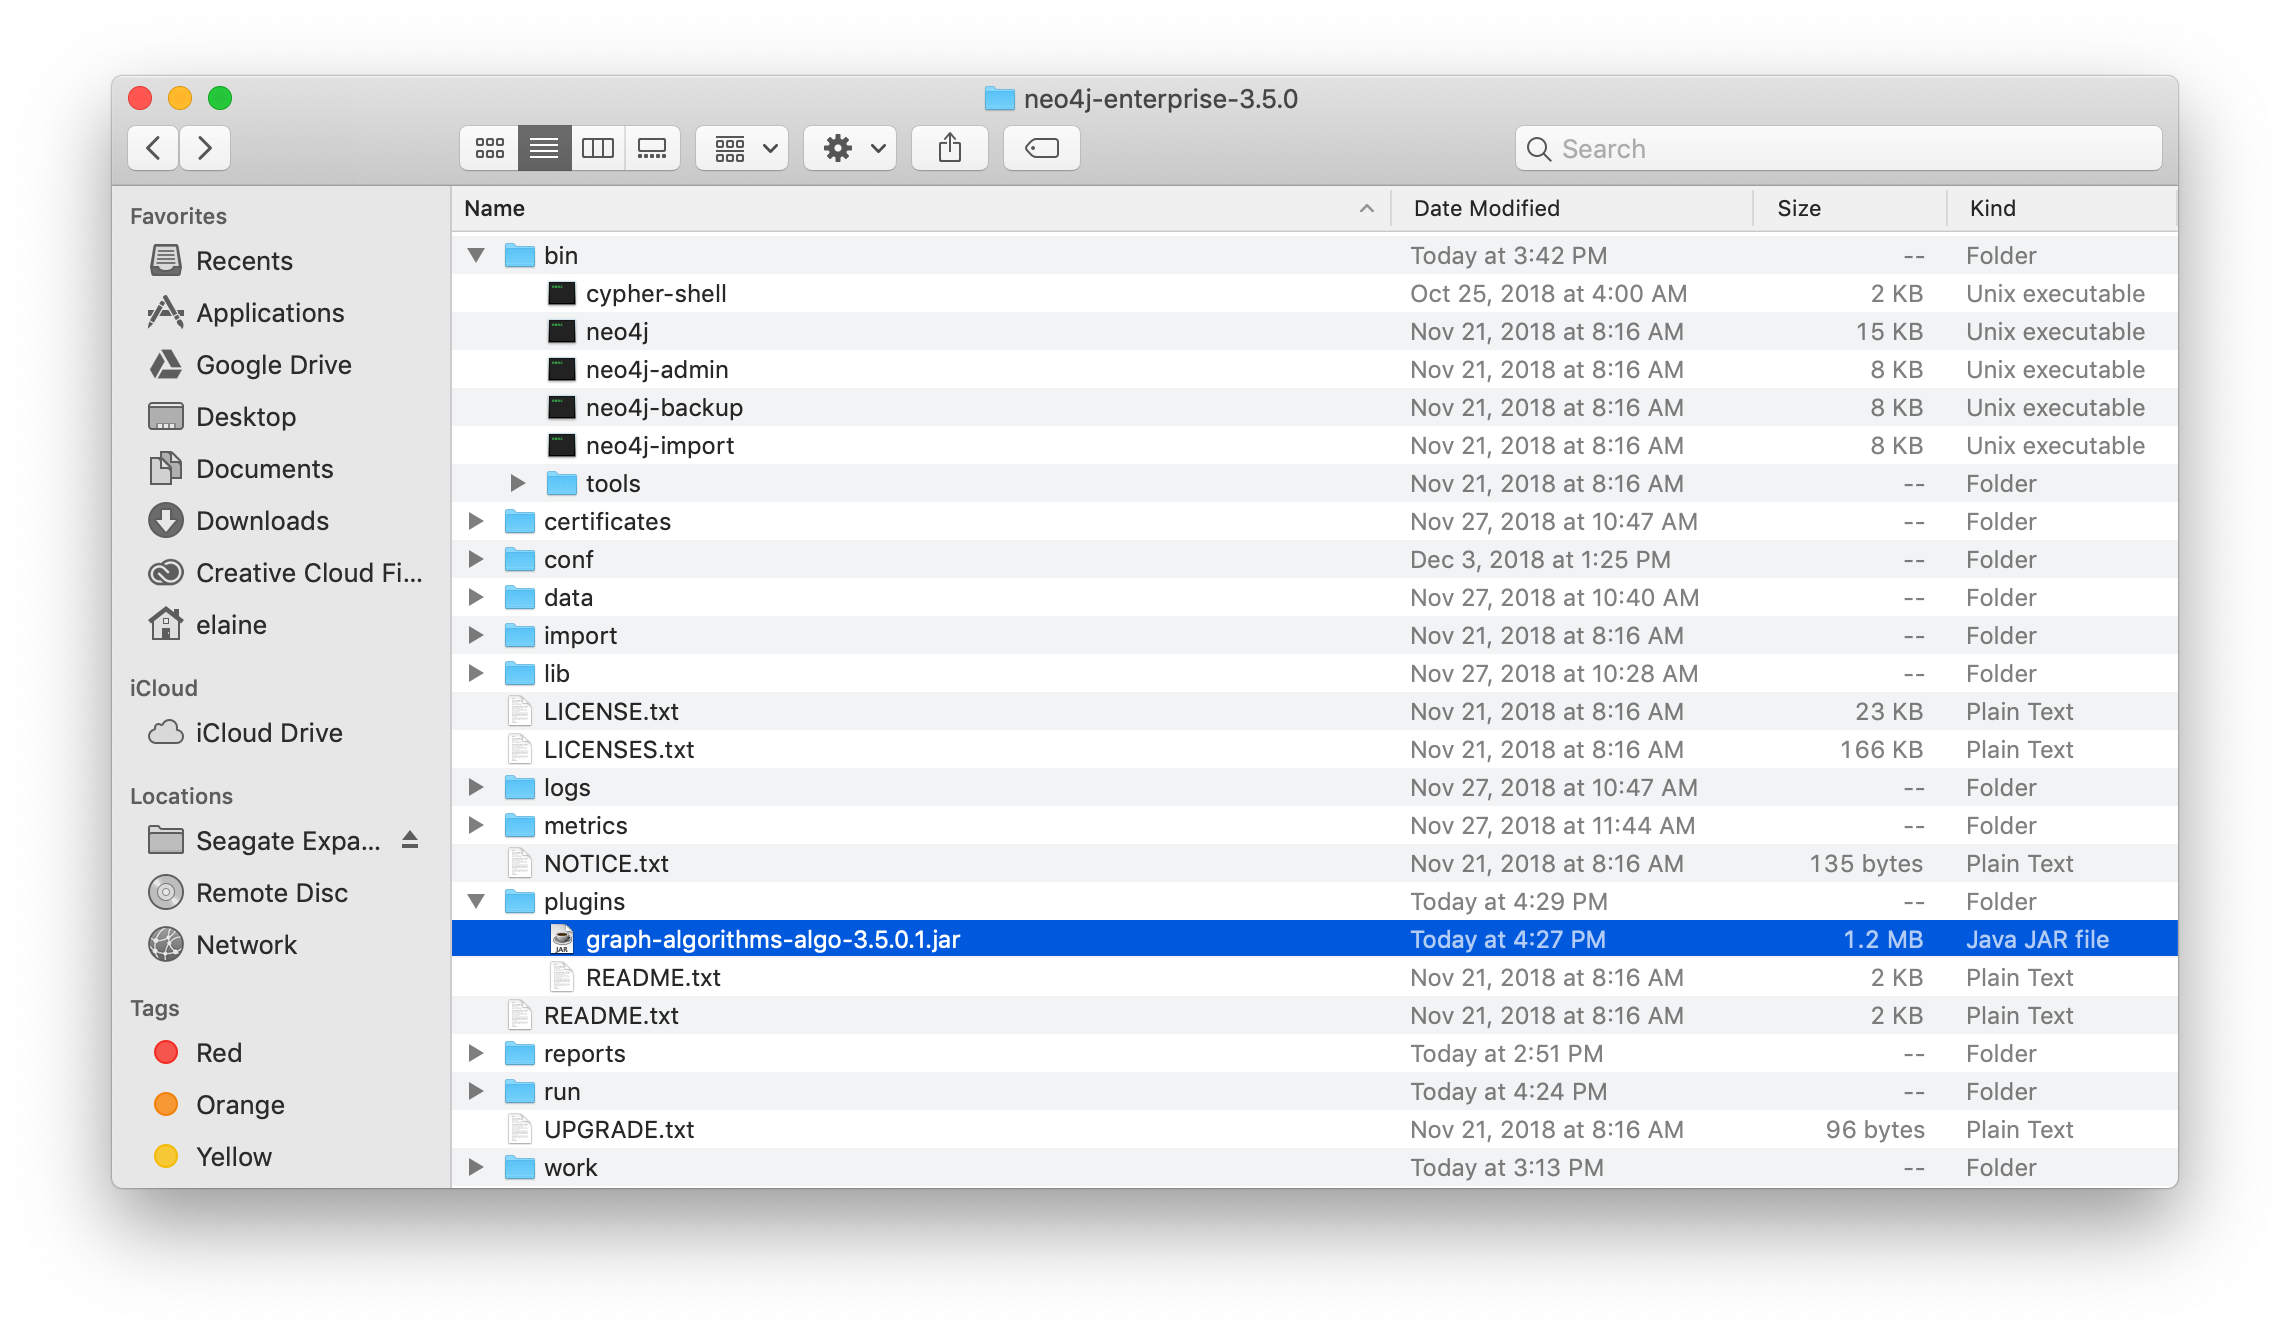 neo4j-enterprise-3.5.0
Search
Favorites
Recents
Applications
Google Drive
Desktop
Documents
Downloads
Creative Cloud Fi...
elaine
iCloud
iCloud Drive
Locations
Seagate Expa...
Remote Disc
Network
Tags
Red
Orange
Yellow
Name Date Modified Size Kind
bin Today at 3:42 PM -- Folder
cypher-shell Oct 25, 2018 at 4:00 AM 2 KB Unix executable
neo4j Nov 21, 2018 at 8:16 AM 15 KB Unix executable
neo4j-admin Nov 21, 2018 at 8:16 AM 8 KB Unix executable
neo4j-backup Nov 21, 2018 at 8:16 AM 8 KB Unix executable
neo4j-import Nov 21, 2018 at 8:16 AM 8 KB Unix executable
tools Nov 21, 2018 at 8:16 AM -- Folder
certificates Nov 27, 2018 at 10:47 AM -- Folder
conf Dec 3, 2018 at 1:25 PM -- Folder
data Nov 27, 2018 at 10:40 AM -- Folder
import Nov 21, 2018 at 8:16 AM -- Folder
lib Nov 27, 2018 at 10:28 AM -- Folder
LICENSE.txt Nov 21, 2018 at 8:16 AM 23 KB Plain Text
LICENSES.txt Nov 21, 2018 at 8:16 AM 166 KB Plain Text
logs Nov 27, 2018 at 10:47 AM -- Folder
metrics Nov 27, 2018 at 11:44 AM -- Folder
NOTICE.txt Nov 21, 2018 at 8:16 AM 135 bytes Plain Text
plugins Today at 4:29 PM -- Folder
JAR graph-algorithms-algo-3.5.0.1.jar Today at 4:27 PM 1.2 MB Java JAR file
README.txt Nov 21, 2018 at 8:16 AM 2 KB Plain Text
README.txt Nov 21, 2018 at 8:16 AM 2 KB Plain Text
reports Today at 2:51 PM -- Folder
run Today at 4:24 PM -- Folder
UPGRADE.txt Nov 21, 2018 at 8:16 AM 96 bytes Plain Text
work Today at 3:13 PM -- Folder